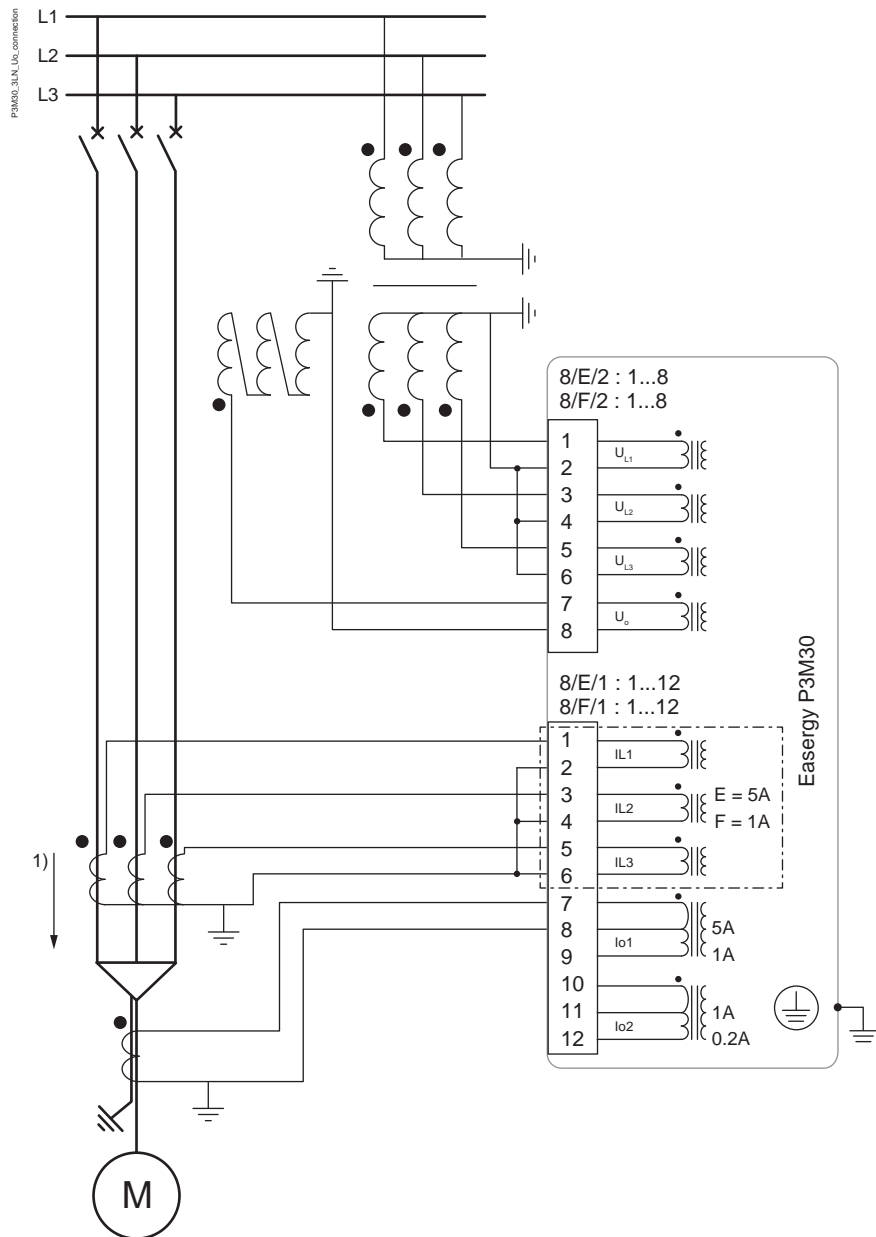 P3M30_3LN_Uo_connection
L1
L2
L3
8/E/2 : 1...8
8/F/2 : 1...8
1
2
3
4
5
6
7
8
U_L1
U_L2
U_L3
U_o
8/E/1 : 1...12
8/F/1 : 1...12
1
2
3
4
5
6
7
8
9
10
11
12
IL1
IL2
IL3
E = 5A
F = 1A
Io1
5A
1A
Io2
1A
0.2A
Easergy P3M30
1)
M